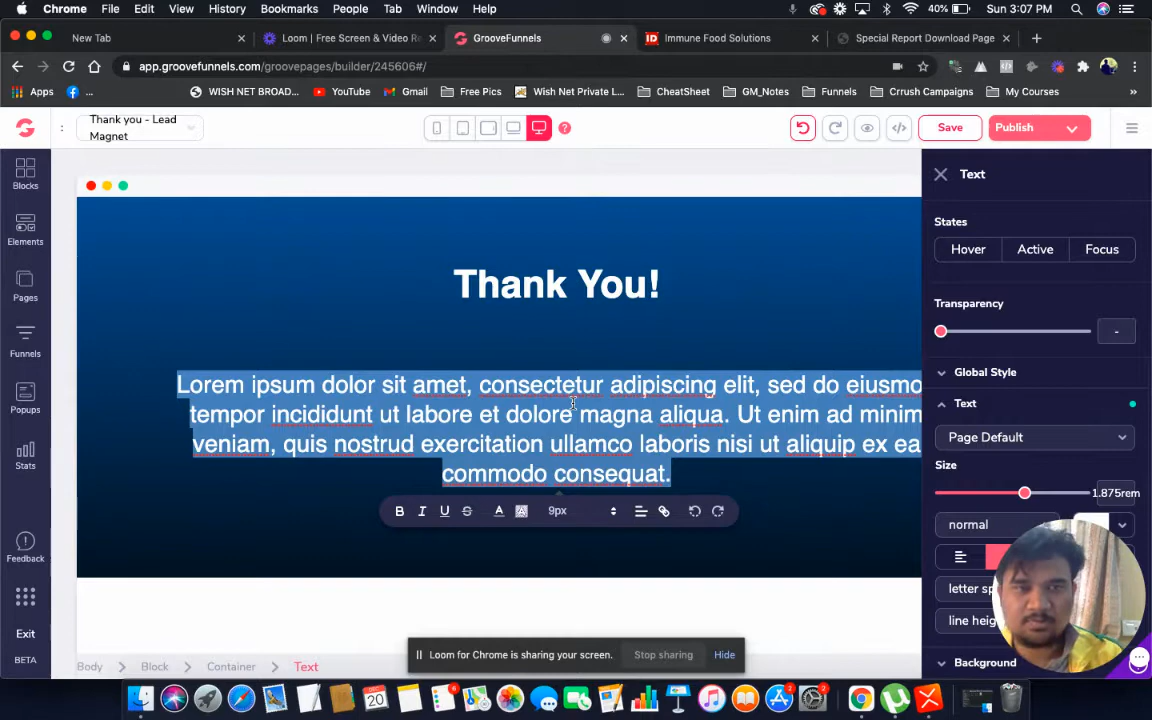 Chrome File Edit View History Bookmarks People Tab Window Help 40% Sun 3:07 PM
New Tab Loom | Free Screen & Video R GrooveFunnels Immune Food Solutions Special Report Download Page
app.groovefunnels.com/groovepages/builder/245606#/
Apps ... WISH NET BROAD... YouTube Gmail Free Pics Wish Net Private L... CheatSheet GM_Notes Funnels Crrush Campaigns My Courses »
: Thank you - Lead
Magnet
Save Publish
Blocks
Elements
Pages
Funnels
Popups
Stats
Feedback
Exit
BETA
Thank You!
Lorem ipsum dolor sit amet, consectetur adipiscing elit, sed do eiusmo
tempor incididunt ut labore et dolore magna aliqua. Ut enim ad minim
veniam, quis nostrud exercitation ullamco laboris nisi ut aliquip ex ea
commodo consequat.
B I U S A A 9px
Text
States
Hover Active Focus
Transparency
-
Global Style
Text
Page Default
Size
1.875rem
normal
letter sp
line heig
Background
Loom for Chrome is sharing your screen. Stop sharing Hide
Body Block Container Text
20
6
2
2